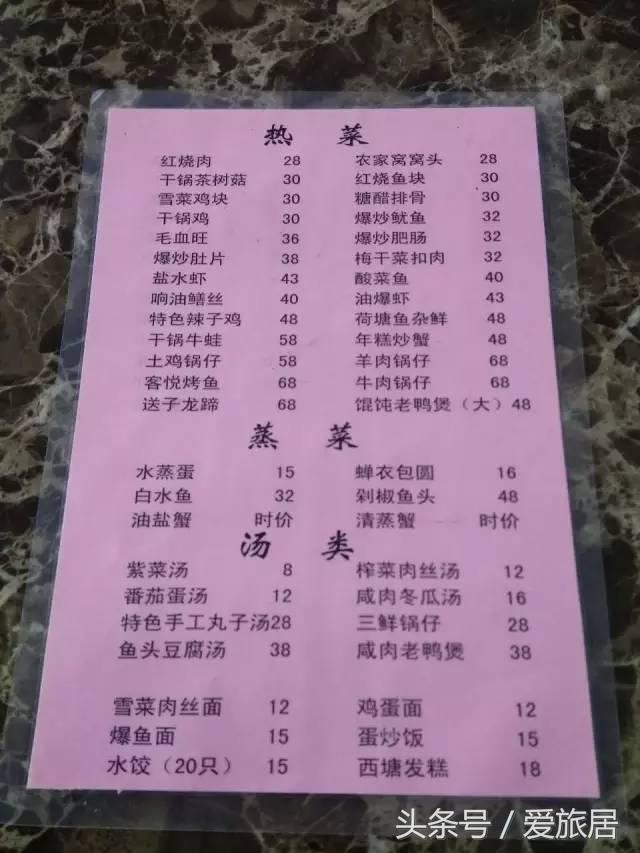 热 菜
红烧肉 28 农家窝窝头 28
干锅茶树菇 30 红烧鱼块 30
雪菜鸡块 30 糖醋排骨 30
干锅鸡 30 爆炒鱿鱼 32
毛血旺 36 爆炒肥肠 32
爆炒肚片 38 梅干菜扣肉 32
盐水虾 43 酸菜鱼 40
响油鳝丝 40 油爆虾 43
特色辣子鸡 48 荷塘鱼杂鲜 48
干锅牛蛙 58 年糕炒蟹 48
土鸡锅仔 58 羊肉锅仔 68
客悦烤鱼 68 牛肉锅仔 68
送子龙蹄 68 馄饨老鸭煲（大）48
蒸 菜
水蒸蛋 15 蝉衣包圆 16
白水鱼 32 剁椒鱼头 48
油盐蟹 时价 清蒸蟹 时价
汤 类
紫菜汤 8 榨菜肉丝汤 12
番茄蛋汤 12 咸肉冬瓜汤 16
特色手工丸子汤28 三鲜锅仔 28
鱼头豆腐汤 38 咸肉老鸭煲 38
雪菜肉丝面 12 鸡蛋面 12
爆鱼面 15 蛋炒饭 15
水饺（20只） 15 西塘发糕 18
头条号 / 爱旅居